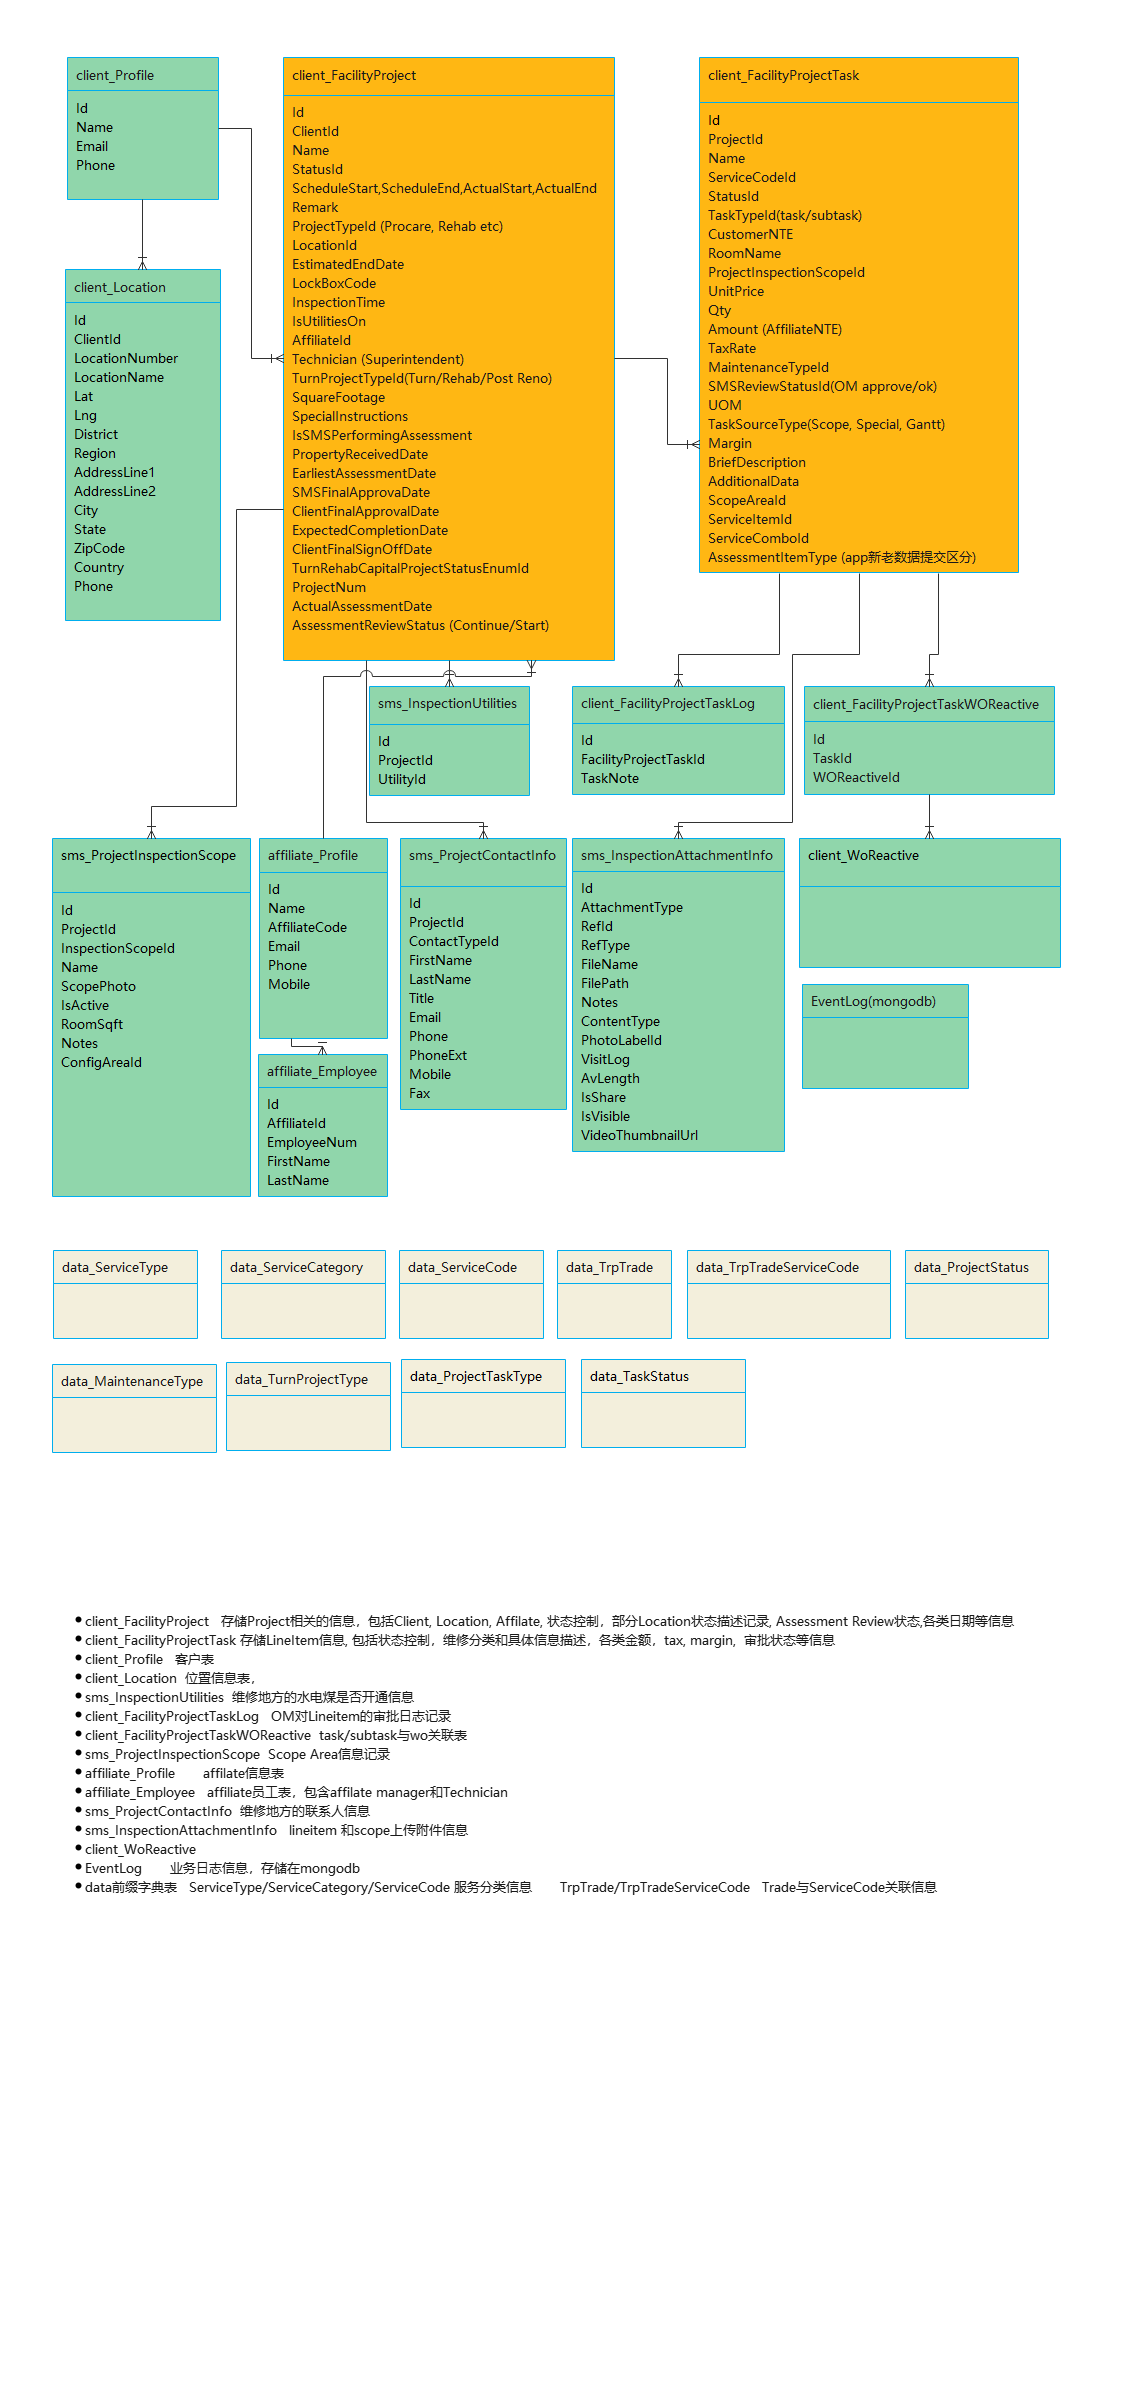 client_Profile
Id
Name
Email
Phone
client_Location
Id
ClientId
LocationNumber
LocationName
Lat
Lng
District
Region
AddressLine1
AddressLine2
City
State
ZipCode
Country
Phone
client_FacilityProject
Id
ClientId
Name
StatusId
ScheduleStart,ScheduleEnd,ActualStart,ActualEnd
Remark
ProjectTypeId (Procare, Rehab etc)
LocationId
EstimatedEndDate
LockBoxCode
InspectionTime
IsUtilitiesOn
AffiliateId
Technician (Superintendent)
TurnProjectTypeId(Turn/Rehab/Post Reno)
SquareFootage
SpecialInstructions
IsSMSPerformingAssessment
PropertyReceivedDate
EarliestAssessmentDate
SMSFinalApprovaDate
ClientFinalApprovalDate
ExpectedCompletionDate
ClientFinalSignOffDate
TurnRehabCapitalProjectStatusEnumId
ProjectNum
ActualAssessmentDate
AssessmentReviewStatus (Continue/Start)
client_FacilityProjectTask
Id
ProjectId
Name
ServiceCodeId
StatusId
TaskTypeId(task/subtask)
CustomerNTE
RoomName
ProjectInspectionScopeId
UnitPrice
Qty
Amount (AffiliateNTE)
TaxRate
MaintenanceTypeId
SMSReviewStatusId(OM approve/ok)
UOM
TaskSourceType(Scope, Special, Gantt)
Margin
BriefDescription
AdditionalData
ScopeAreaId
ServiceItemId
ServiceComboId
AssessmentItemType (app新老数据提交区分)
sms_InspectionUtilities
Id
ProjectId
UtilityId
client_FacilityProjectTaskLog
Id
FacilityProjectTaskId
TaskNote
client_FacilityProjectTaskWOReactive
Id
TaskId
WOReactiveId
sms_ProjectInspectionScope
Id
ProjectId
InspectionScopeId
Name
ScopePhoto
IsActive
RoomSqft
Notes
ConfigAreaId
affiliate_Profile
Id
Name
AffiliateCode
Email
Phone
Mobile
affiliate_Employee
Id
AffiliateId
EmployeeNum
FirstName
LastName
sms_ProjectContactInfo
Id
ProjectId
ContactTypeId
FirstName
LastName
Title
Email
Phone
PhoneExt
Mobile
Fax
sms_InspectionAttachmentInfo
Id
AttachmentType
RefId
RefType
FileName
FilePath
Notes
ContentType
PhotoLabelId
VisitLog
AvLength
IsShare
IsVisible
VideoThumbnailUrl
client_WoReactive
EventLog(mongodb)
data_ServiceType
data_ServiceCategory
data_ServiceCode
data_TrpTrade
data_TrpTradeServiceCode
data_ProjectStatus
data_MaintenanceType
data_TurnProjectType
data_ProjectTaskType
data_TaskStatus
•client_FacilityProject 存储Project相关的信息，包括Client, Location, Affilate, 状态控制，部分Location状态描述记录, Assessment Review状态,各类日期等信息
•client_FacilityProjectTask 存储LineItem信息, 包括状态控制，维修分类和具体信息描述，各类金额，tax, margin, 审批状态等信息
•client_Profile 客户表
•client_Location 位置信息表，
•sms_InspectionUtilities 维修地方的水电煤是否开通信息
•client_FacilityProjectTaskLog OM对Lineitem的审批日志记录
•client_FacilityProjectTaskWOReactive task/subtask与wo关联表
•sms_ProjectInspectionScope Scope Area信息记录
•affiliate_Profile affilate信息表
•affiliate_Employee affiliate员工表，包含affilate manager和Technician
•sms_ProjectContactInfo 维修地方的联系人信息
•sms_InspectionAttachmentInfo lineitem 和scope上传附件信息
•client_WoReactive
•EventLog 业务日志信息，存储在mongodb
•data前缀字典表 ServiceType/ServiceCategory/ServiceCode 服务分类信息 TrpTrade/TrpTradeServiceCode Trade与ServiceCode关联信息